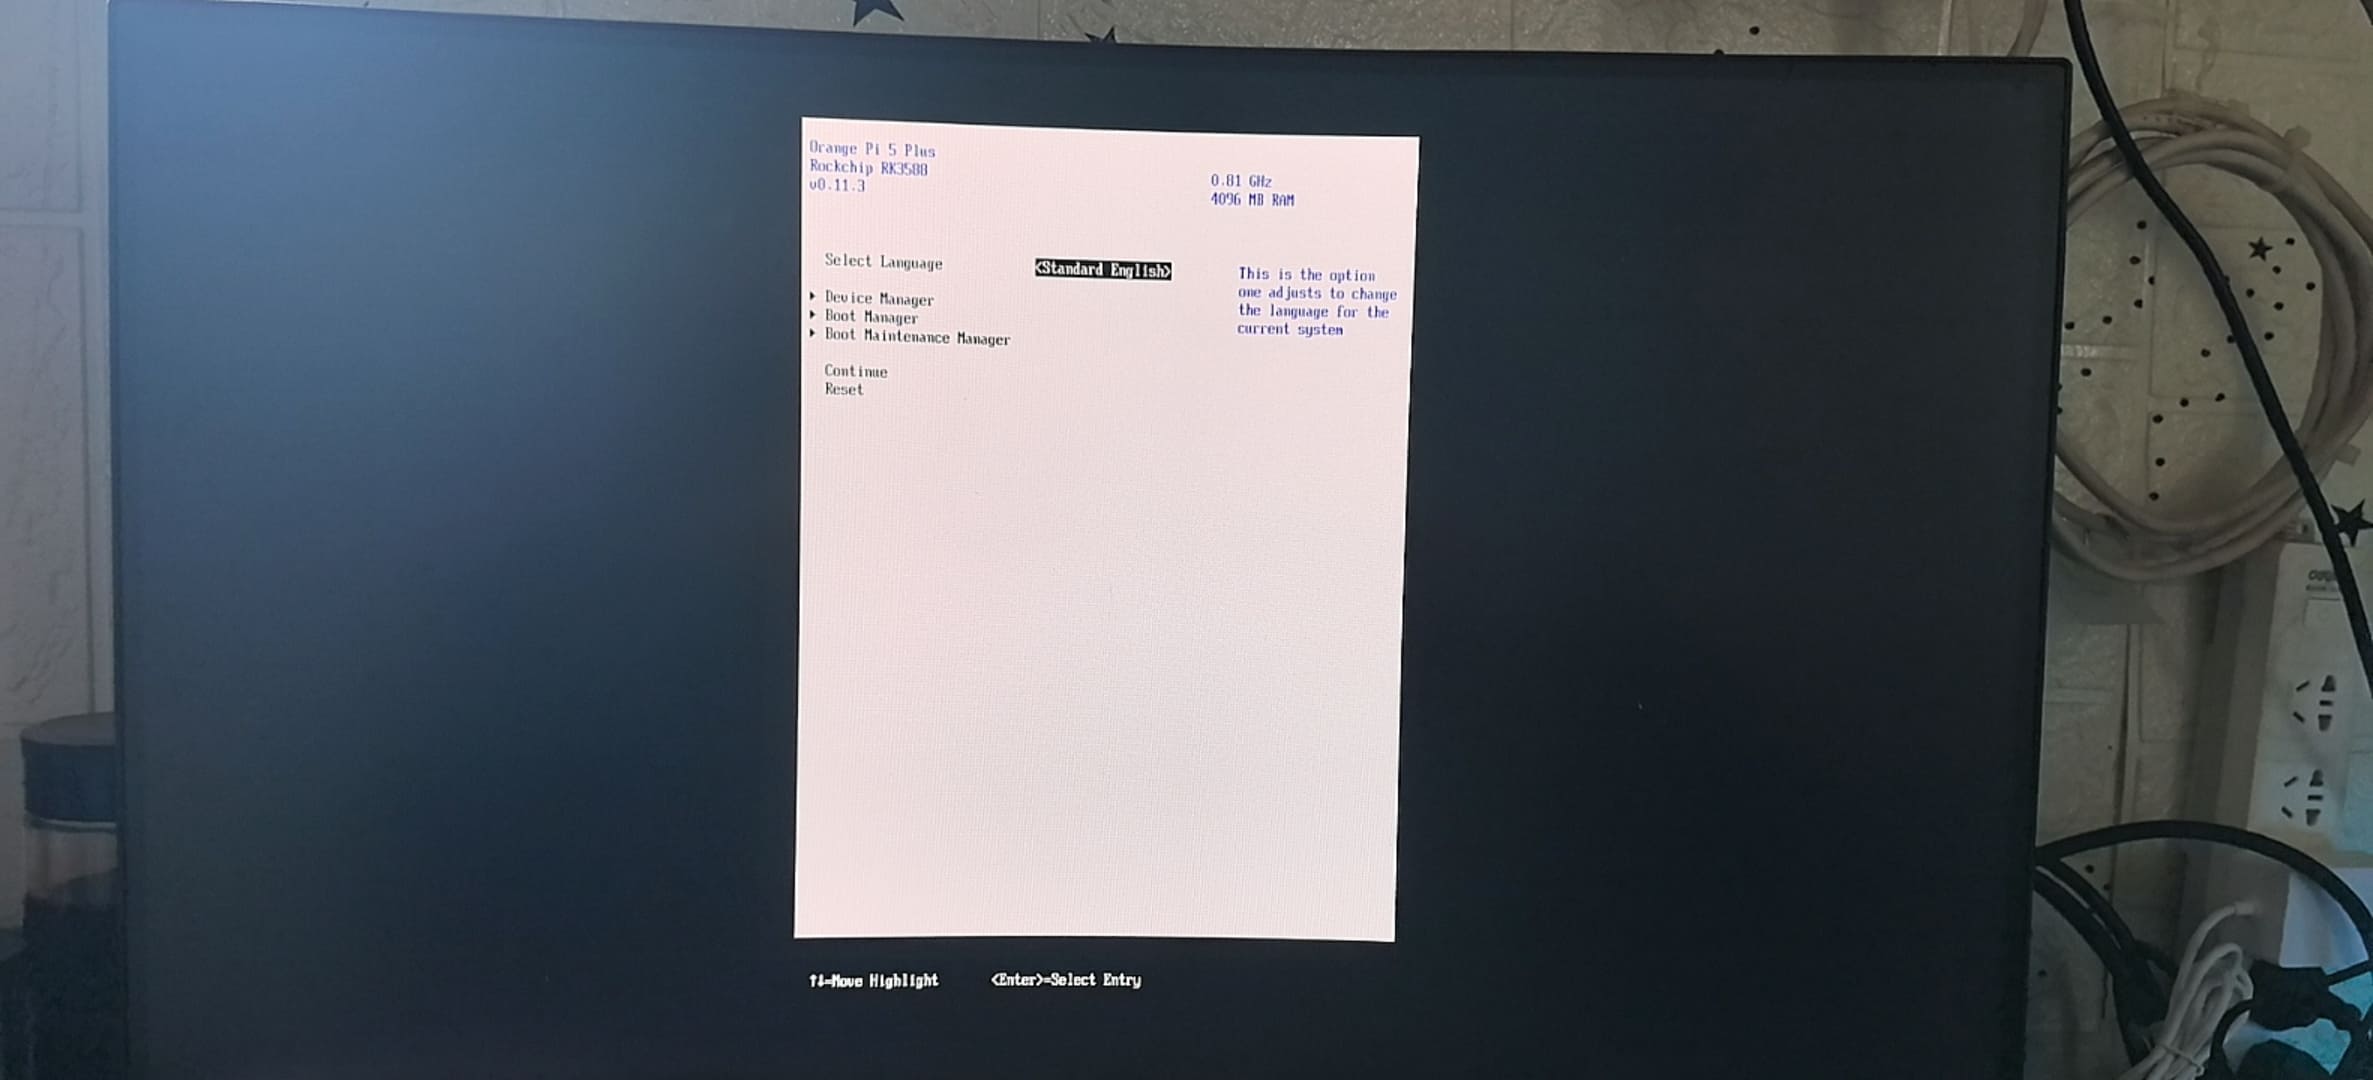 Orange Pi 5 Plus
Rockchip RK3588
v0.11.3
0.81 GHz
4096 MB RAM
Select Language <Standard English>
This is the option
one adjusts to change
the language for the
current system
Device Manager
Boot Manager
Boot Maintenance Manager
Continue
Reset
↑↓=Move Highlight <Enter>=Select Entry